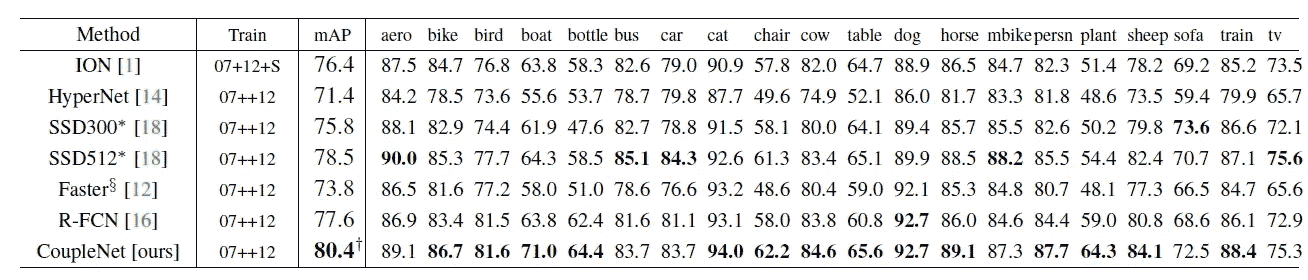 Method Train mAP aero bike bird boat bottle bus car cat chair cow table dog horse mbike persn plant sheep sofa train tv
ION [1] 07+12+S 76.4 87.5 84.7 76.8 63.8 58.3 82.6 79.0 90.9 57.8 82.0 64.7 88.9 86.5 84.7 82.3 51.4 78.2 69.2 85.2 73.5
HyperNet [14] 07++12 71.4 84.2 78.5 73.6 55.6 53.7 78.7 79.8 87.7 49.6 74.9 52.1 86.0 81.7 83.3 81.8 48.6 73.5 59.4 79.9 65.7
SSD300* [18] 07++12 75.8 88.1 82.9 74.4 61.9 47.6 82.7 78.8 91.5 58.1 80.0 64.1 89.4 85.7 85.5 82.6 50.2 79.8 73.6 86.6 72.1
SSD512* [18] 07++12 78.5 90.0 85.3 77.7 64.3 58.5 85.1 84.3 92.6 61.3 83.4 65.1 89.9 88.5 88.2 85.5 54.4 82.4 70.7 87.1 75.6
Faster§ [12] 07++12 73.8 86.5 81.6 77.2 58.0 51.0 78.6 76.6 93.2 48.6 80.4 59.0 92.1 85.3 84.8 80.7 48.1 77.3 66.5 84.7 65.6
R-FCN [16] 07++12 77.6 86.9 83.4 81.5 63.8 62.4 81.6 81.1 93.1 58.0 83.8 60.8 92.7 86.0 84.6 84.4 59.0 80.8 68.6 86.1 72.9
CoupleNet [ours] 07++12 80.4† 89.1 86.7 81.6 71.0 64.4 83.7 83.7 94.0 62.2 84.6 65.6 92.7 89.1 87.3 87.7 64.3 84.1 72.5 88.4 75.3